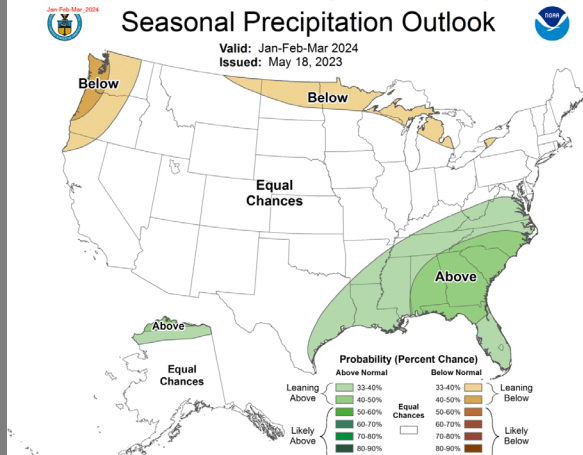 Jan-Feb-Mar_2024
Seasonal Precipitation Outlook
NOAA
Valid: Jan-Feb-Mar 2024
Issued: May 18, 2023
Below
Below
Equal
Chances
Above
Above
Equal
Chances
Probability (Percent Chance)
Above Normal
Below Normal
Leaning
Above
33-40%
40-50%
Likely
Above
50-60%
60-70%
70-80%
80-90%
Equal
Chances
33-40%
40-50%
Leaning
Below
50-60%
60-70%
70-80%
80-90%
Likely
Below